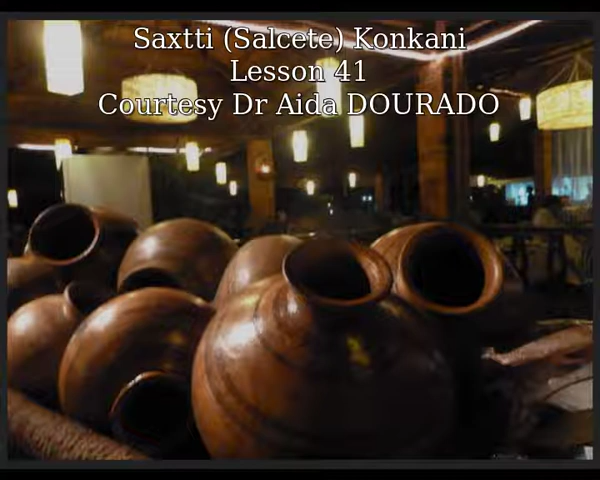 Saxtti (Salcete) Konkani
Lesson 41
Courtesy Dr Aida DOURADO